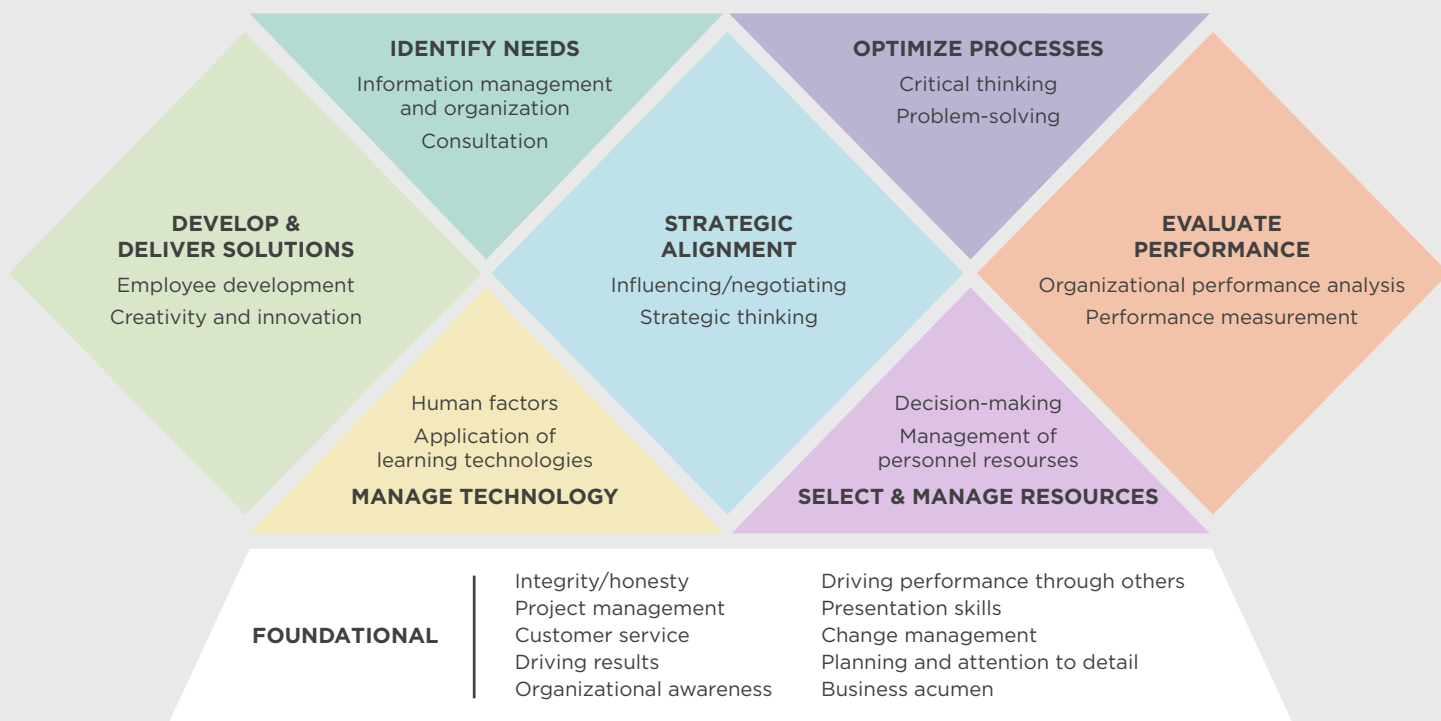 IDENTIFY NEEDS
Information management
and organization
Consultation
OPTIMIZE PROCESSES
Critical thinking
Problem-solving
DEVELOP &
DELIVER SOLUTIONS
Employee development
Creativity and innovation
STRATEGIC
ALIGNMENT
Influencing/negotiating
Strategic thinking
EVALUATE
PERFORMANCE
Organizational performance analysis
Performance measurement
Human factors
Application of
learning technologies
MANAGE TECHNOLOGY
Decision-making
Management of
personnel resourses
SELECT & MANAGE RESOURCES
FOUNDATIONAL
Integrity/honesty
Project management
Customer service
Driving results
Organizational awareness
Driving performance through others
Presentation skills
Change management
Planning and attention to detail
Business acumen